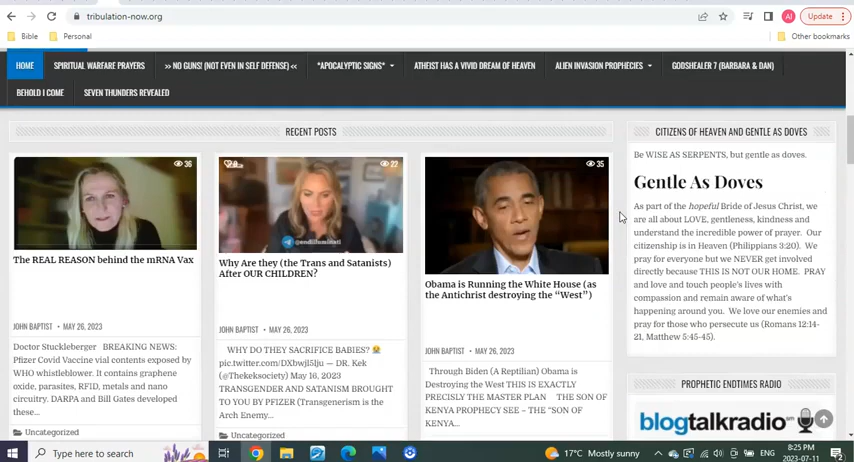 tribulation-now.org
AI
Update
Bible
Personal
Other bookmarks
HOME
SPIRITUAL WARFARE PRAYERS
>> NO GUNS! (NOT EVEN IN SELF DEFENSE) <<
*APOCALYPTIC SIGNS*
ATHEIST HAS A VIVID DREAM OF HEAVEN
ALIEN INVASION PROPHECIES
GODSHEALER 7 (BARBARA & DAN)
BEHOLD I COME
SEVEN THUNDERS REVEALED
RECENT POSTS
36
The REAL REASON behind the mRNA Vax
JOHN BAPTIST
MAY 26, 2023
Doctor Stuckleberger BREAKING NEWS:
Pfizer Covid Vaccine vial contents exposed by
WHO whistleblower. It contains graphene
oxide, parasites, RFID, metals and nano
circuitry. DARPA and Bill Gates developed
these...
Uncategorized
22
@endilluminati
Why Are they (the Trans and Satanists)
After OUR CHILDREN?
JOHN BAPTIST
MAY 26, 2023
WHY DO THEY SACRIFICE BABIES? 😢
pic.twitter.com/DXbwjl5lju — DR. Kek
(@Thekeksociety) May 16, 2023
TRANSGENDER AND SATANISM BROUGHT
TO YOU BY PFIZER (Transgenerism is the
Arch Enemy...
Uncategorized
35
Obama is Running the White House (as
the Antichrist destroying the “West”)
JOHN BAPTIST
MAY 26, 2023
Through Biden (A Reptilian) Obama is
Destroying the West THIS IS EXACTLY
PRECISLY THE MASTER PLAN THE SON OF
KENYA PROPHECY SEE – THE “SON OF
KENYA...
CITIZENS OF HEAVEN AND GENTLE AS DOVES
Be WISE AS SERPENTS, but gentle as doves.
Gentle As Doves
As part of the hopeful Bride of Jesus Christ, we
are all about LOVE, gentleness, kindness and
understand the incredible power of prayer. Our
citizenship is in Heaven (Philippians 3:20). We
pray for everyone but we NEVER get involved
directly because THIS IS NOT OUR HOME. PRAY
and love and touch people's lives with
compassion and remain aware of what's
happening around you. We love our enemies and
pray for those who persecute us (Romans 12:14-
21, Matthew 5:45-45).
PROPHETIC ENDTIMES RADIO
blogtalkradio
Type here to search
17°C Mostly sunny
ENG
8:25 PM
2023-07-11
2